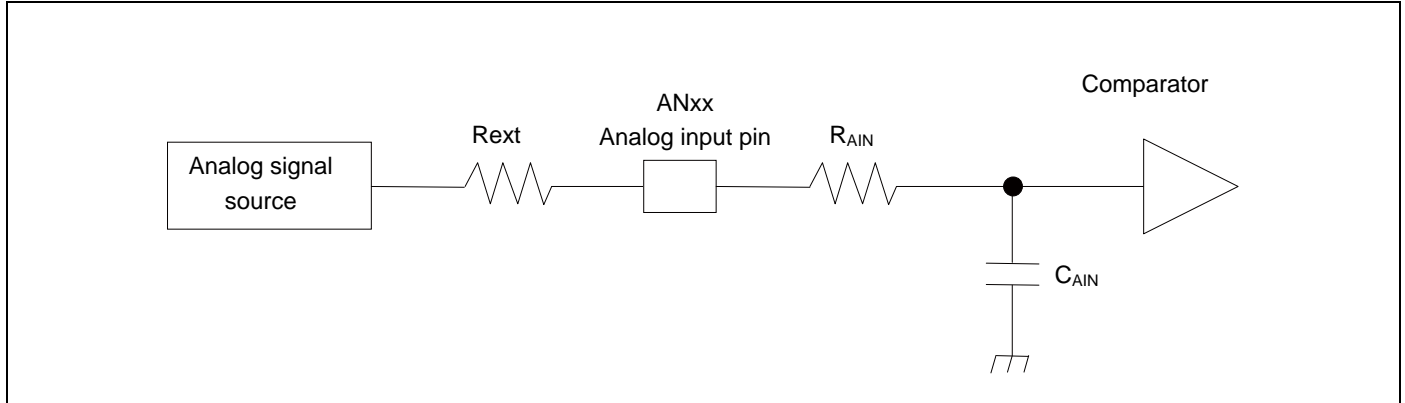 Comparator
ANxx
Analog input pin
Rext
RAIN
Analog signal
source
CAIN